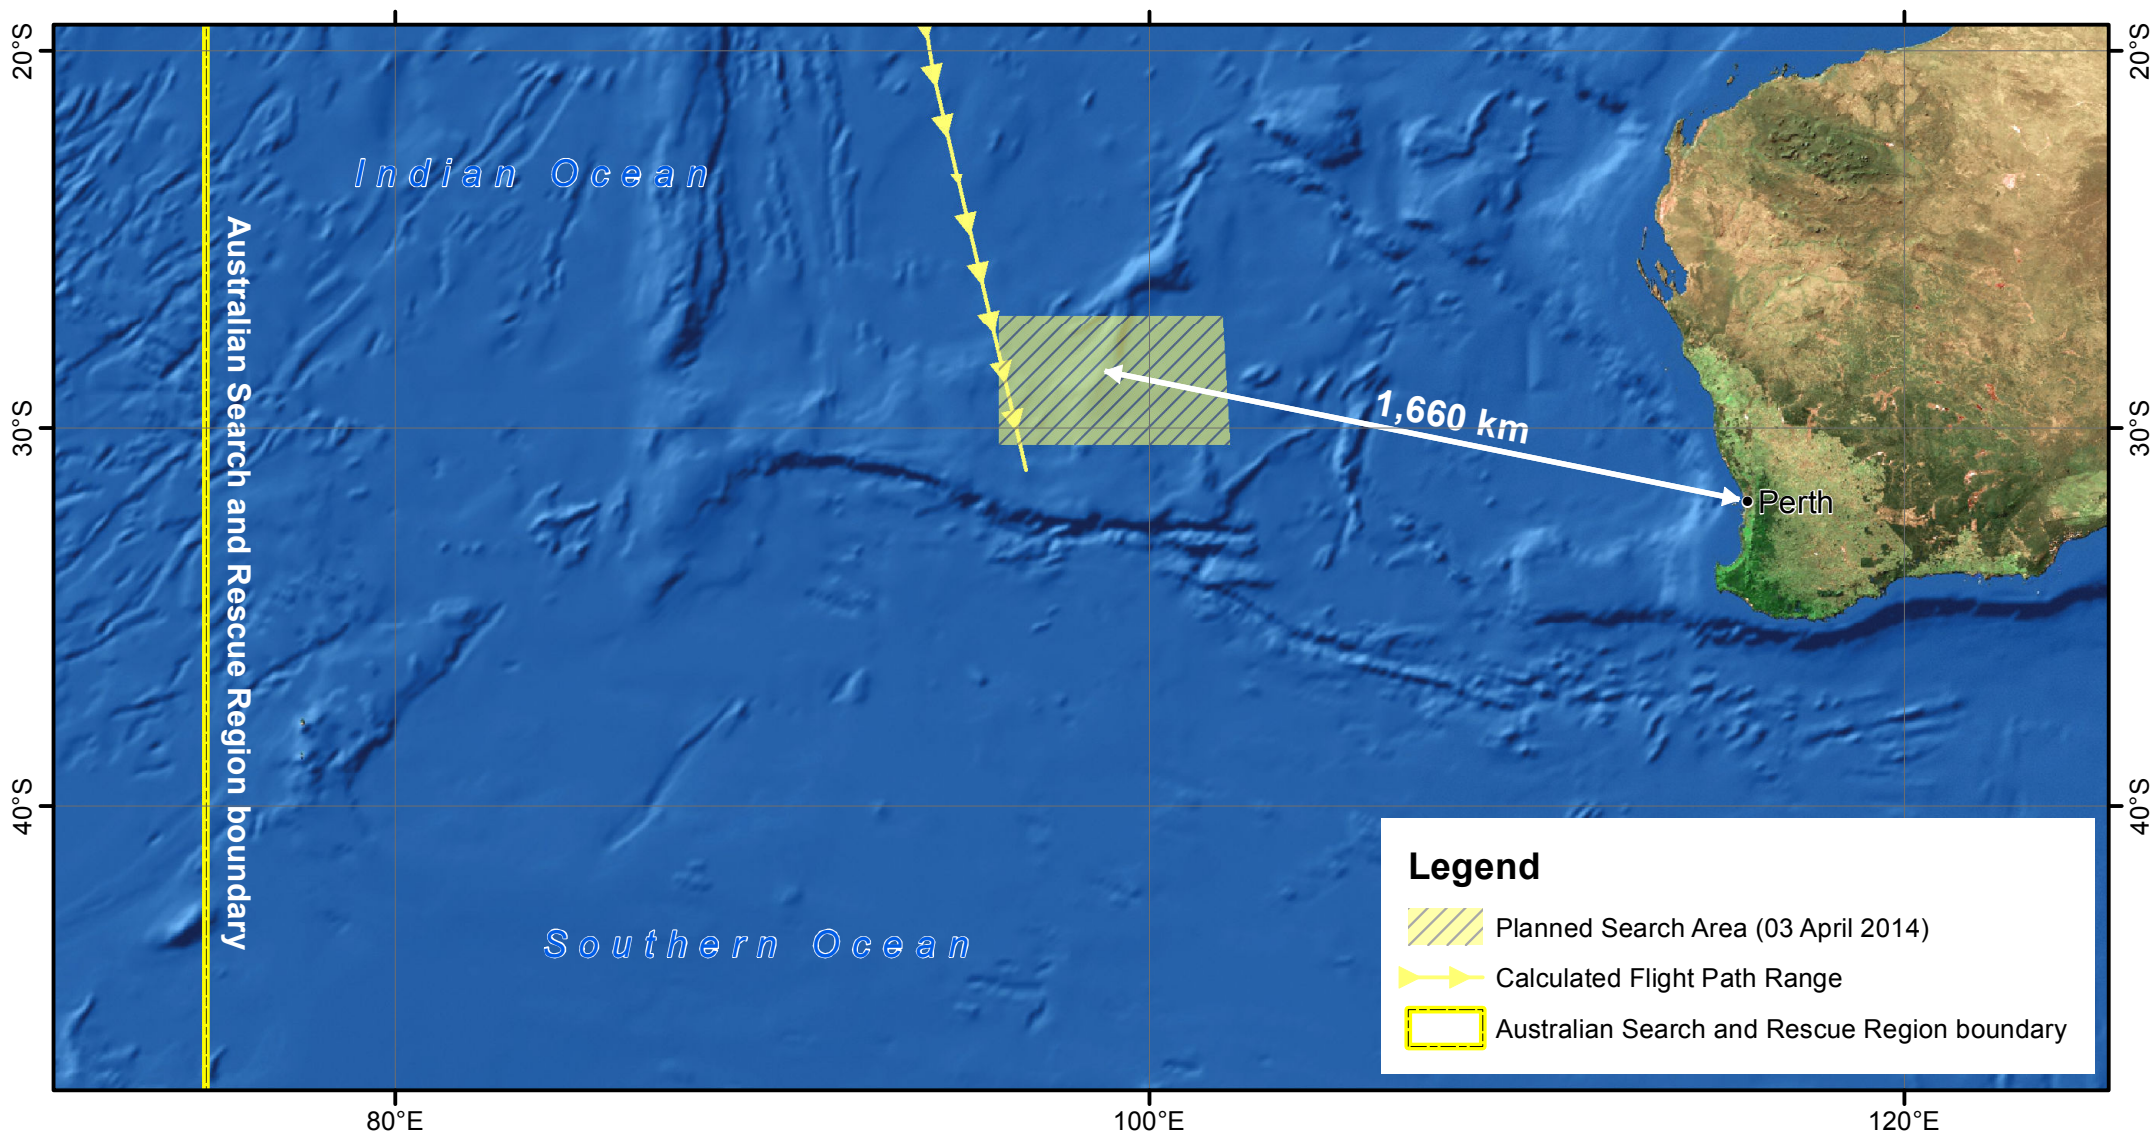 20°S
20°S
Indian Ocean
Australian Search and Rescue Region boundary
1,660 km
30°S
30°S
Perth
40°S
40°S
Southern Ocean
Legend
Planned Search Area (03 April 2014)
Calculated Flight Path Range
Australian Search and Rescue Region boundary
80°E
100°E
120°E